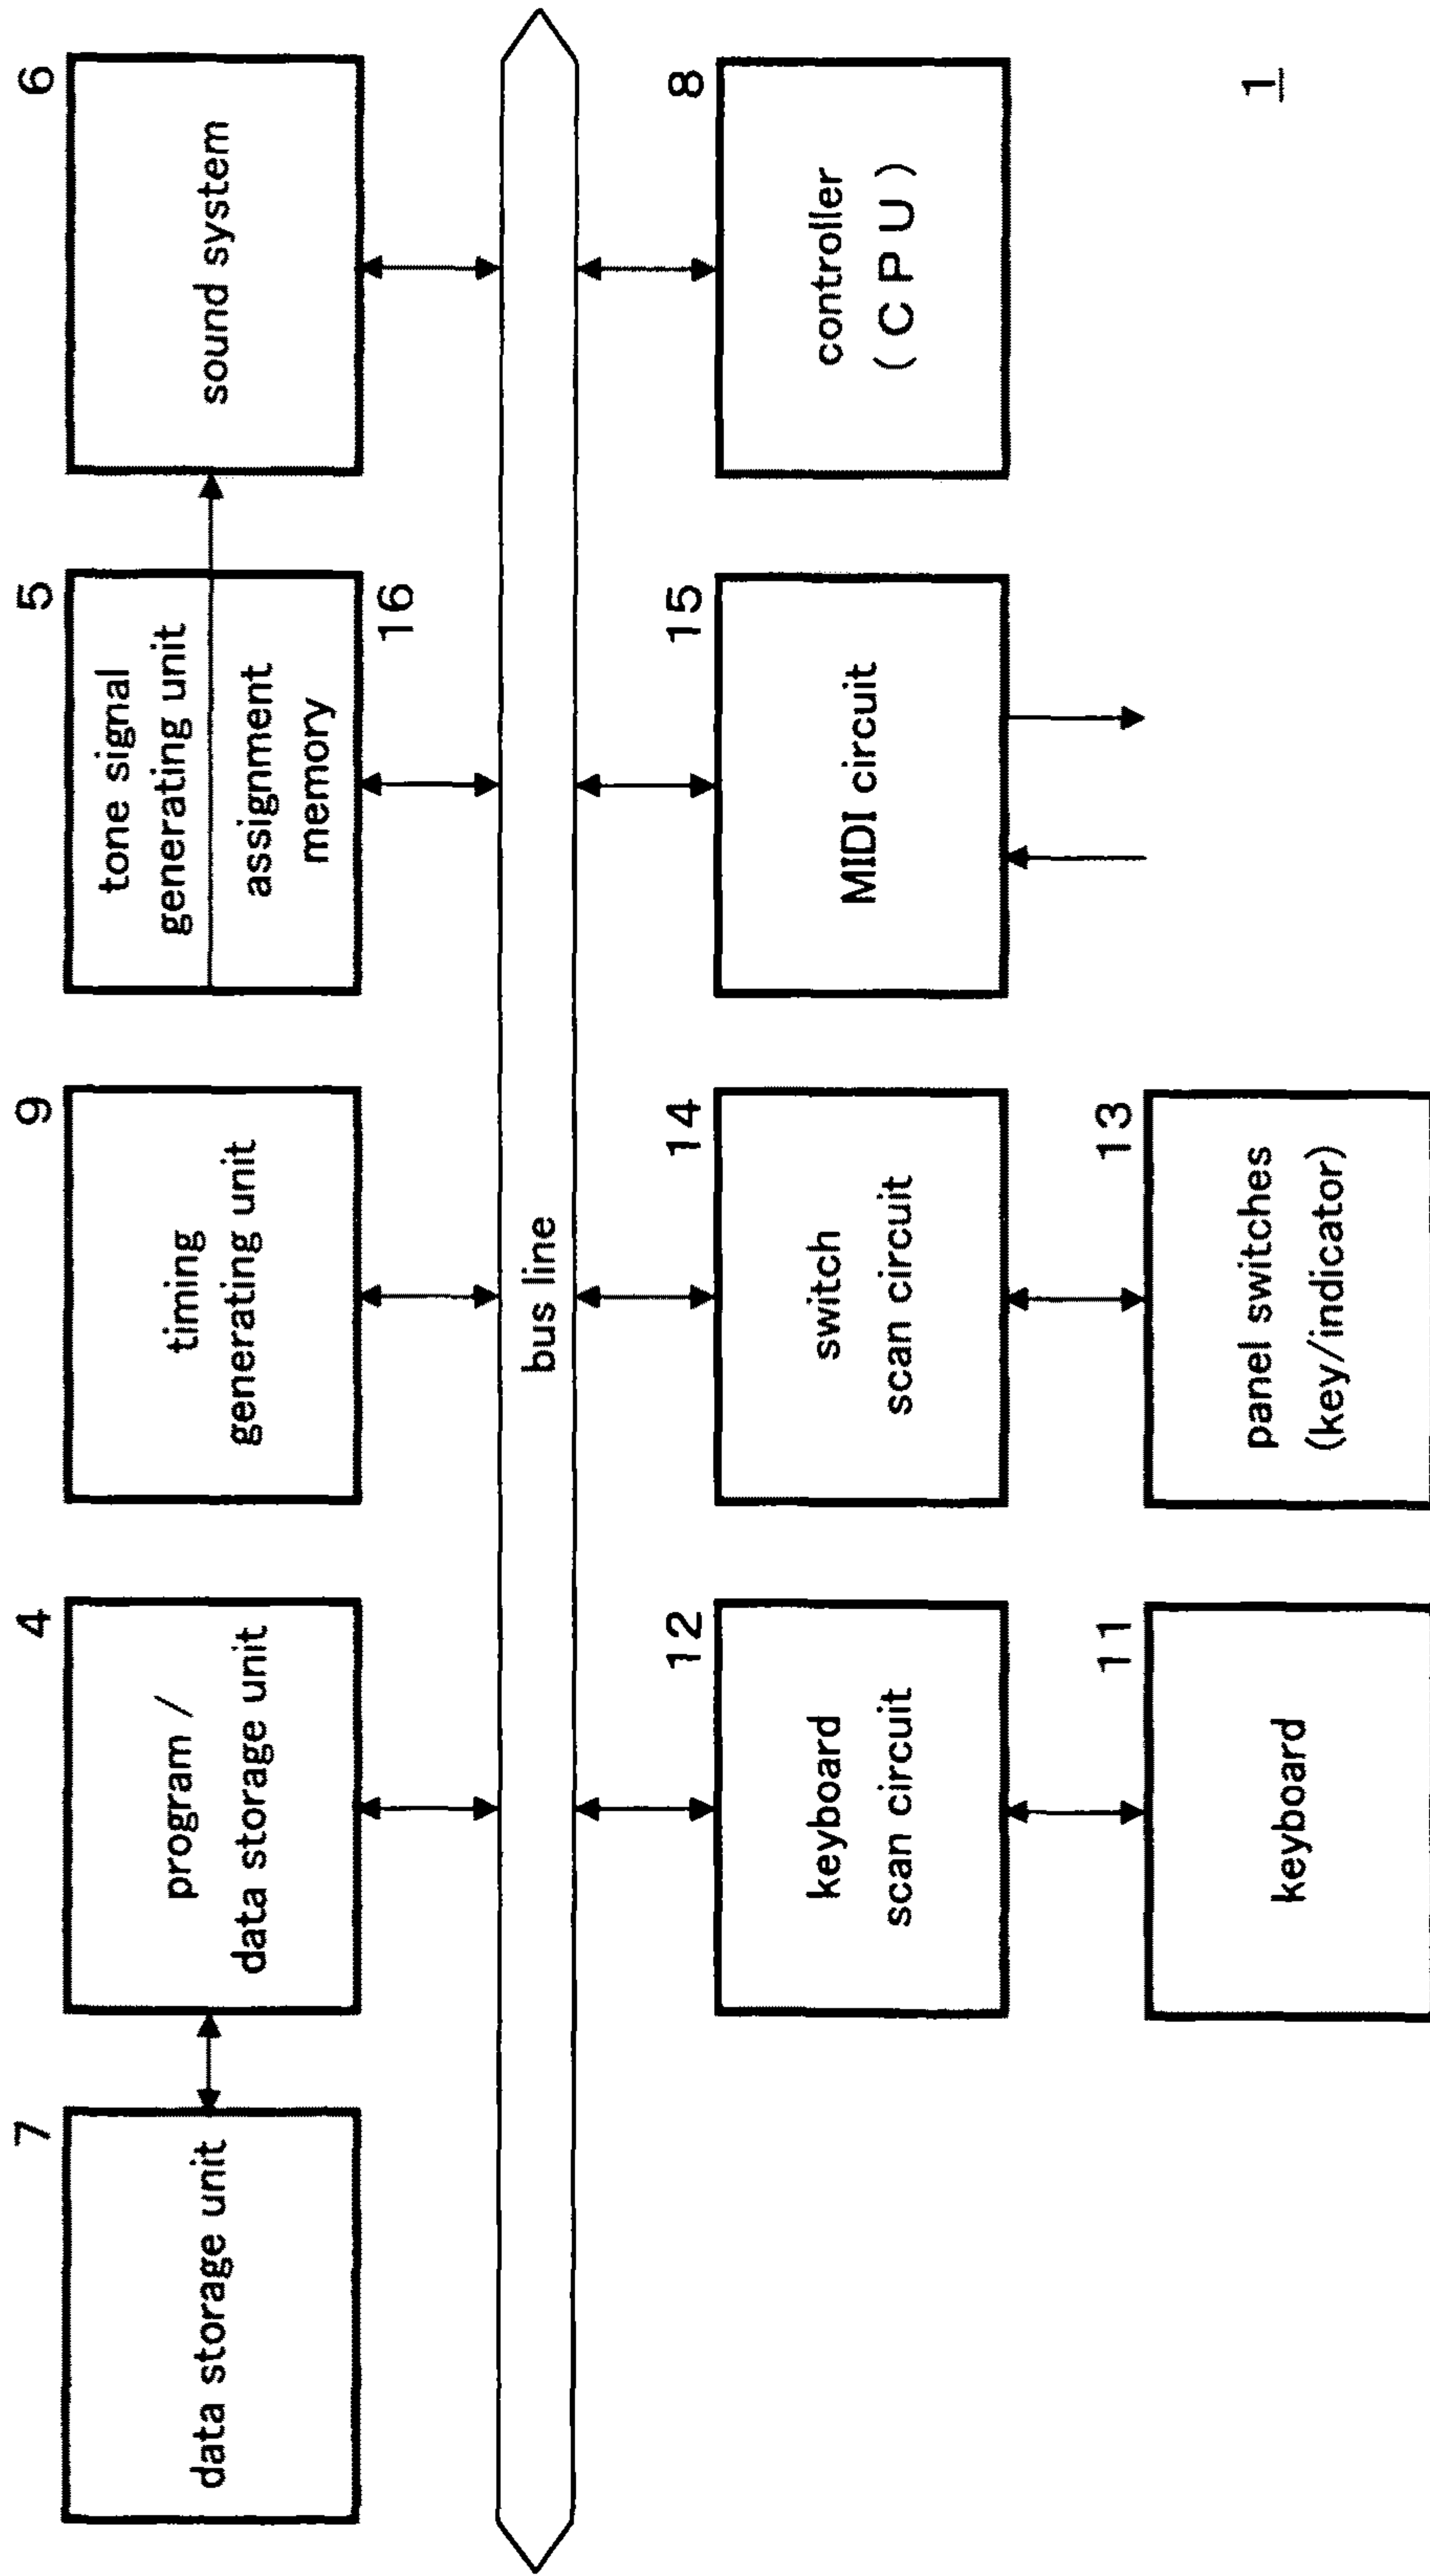 7
data storage unit
4
program /
data storage unit
9
timing
generating unit
5
tone signal
generating unit
assignment
memory
16
6
sound system
bus line
12
keyboard
scan circuit
14
switch
scan circuit
15
MIDI circuit
8
controller
( C P U )
11
keyboard
13
panel switches
(key/indicator)
1